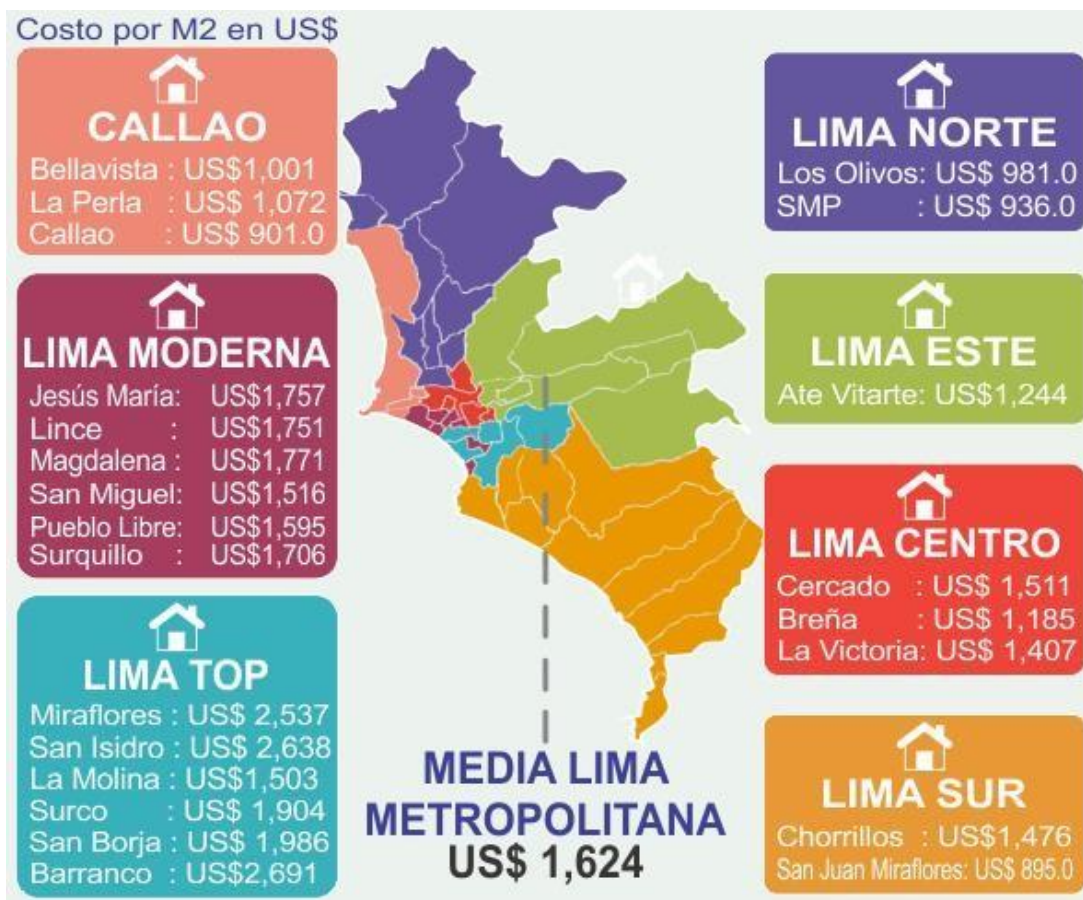 Costo por M2 en US$
CALLAO
Bellavista : US$1,001
La Perla : US$ 1,072
Callao : US$ 901.0
LIMA MODERNA
Jesús María: US$1,757
Lince : US$1,751
Magdalena : US$1,771
San Miguel: US$1,516
Pueblo Libre: US$1,595
Surquillo : US$1,706
LIMA TOP
Miraflores : US$ 2,537
San Isidro : US$ 2,638
La Molina : US$1,503
Surco : US$ 1,904
San Borja : US$ 1,986
Barranco : US$2,691
MEDIA LIMA
METROPOLITANA
US$ 1,624
LIMA NORTE
Los Olivos: US$ 981.0
SMP : US$ 936.0
LIMA ESTE
Ate Vitarte: US$1,244
LIMA CENTRO
Cercado : US$ 1,511
Breña : US$ 1,185
La Victoria: US$ 1,407
LIMA SUR
Chorrillos : US$1,476
San Juan Miraflores: US$ 895.0